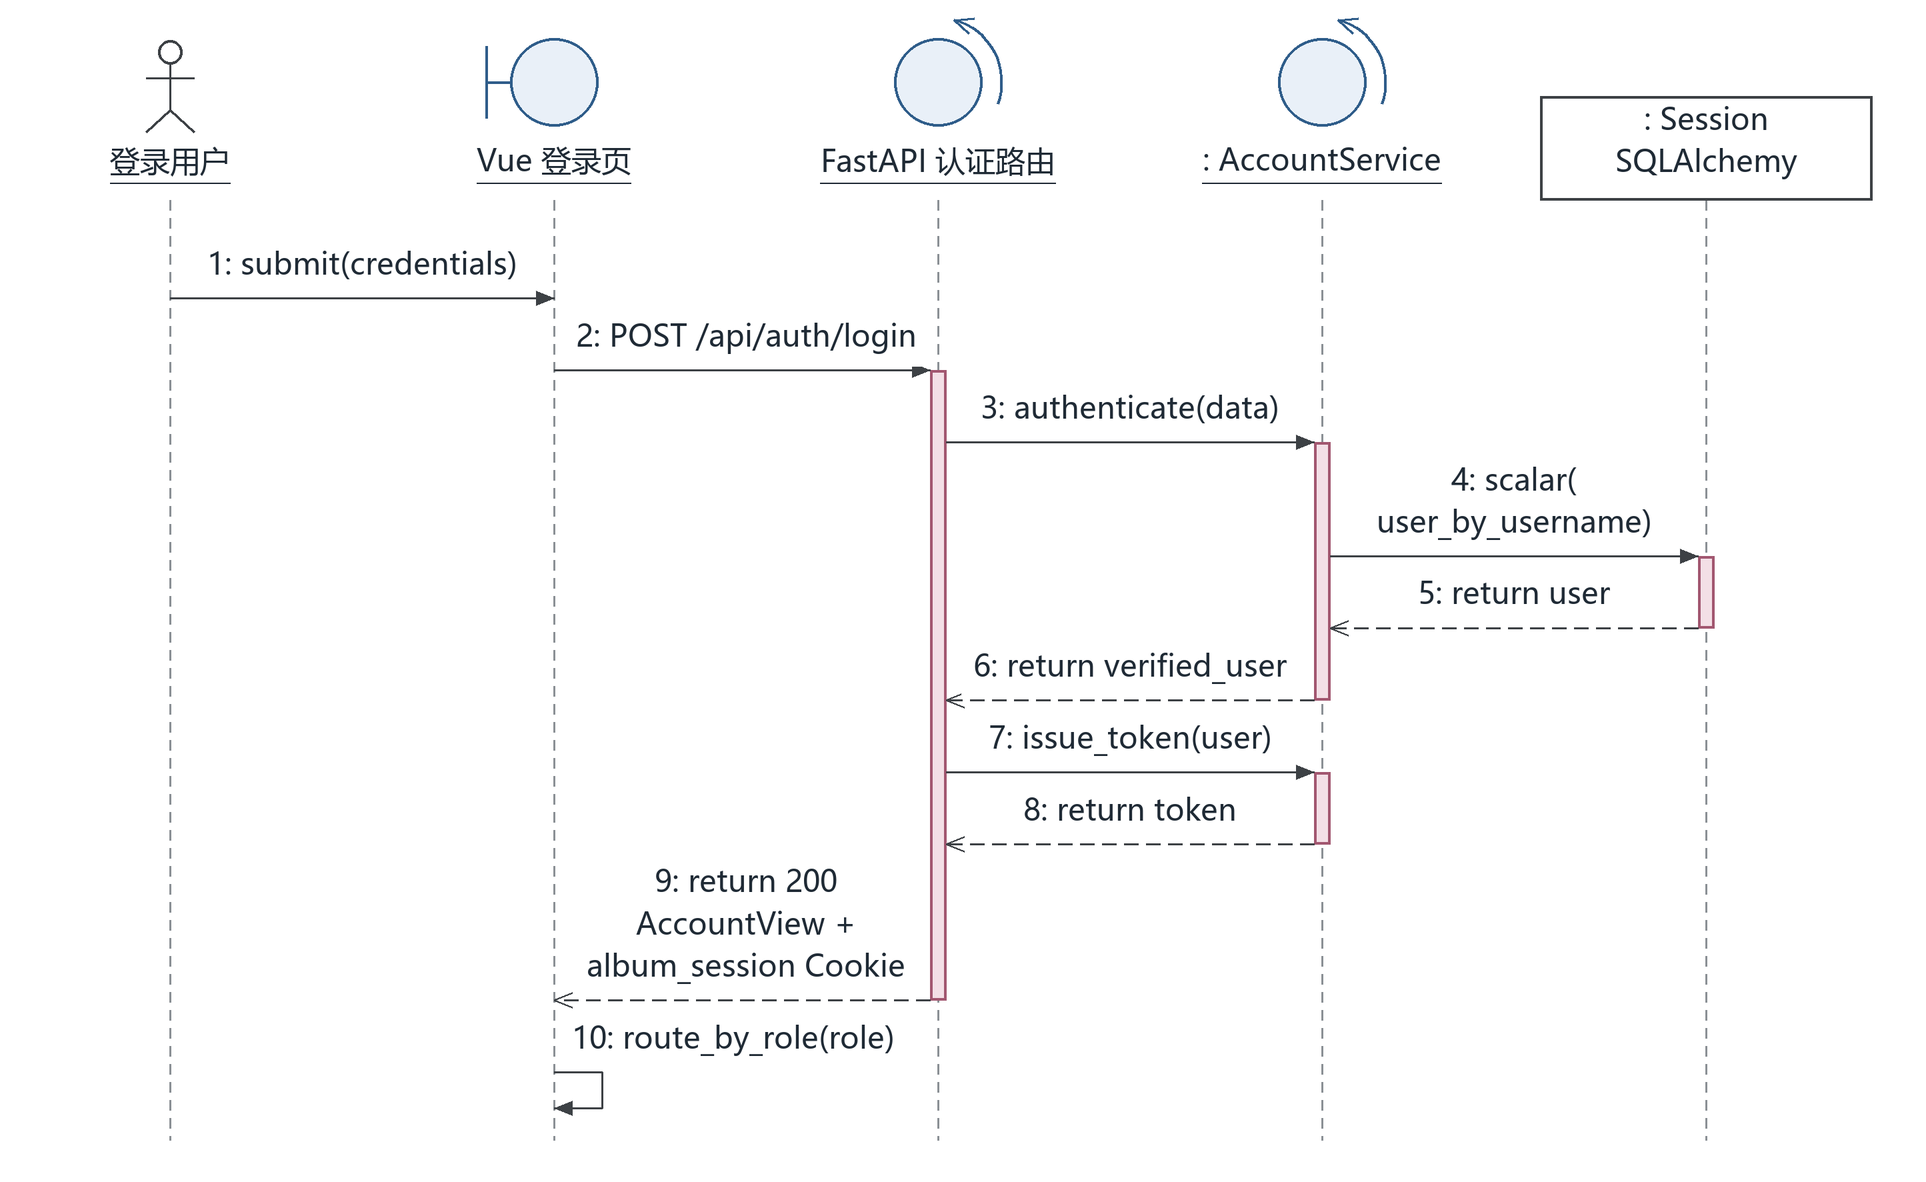 登录用户
Vue 登录页
FastAPI 认证路由
: AccountService
: Session
SQLAlchemy
1: submit(credentials)
2: POST /api/auth/login
3: authenticate(data)
4: scalar(
user_by_username)
5: return user
6: return verified_user
7: issue_token(user)
8: return token
9: return 200
AccountView +
album_session Cookie
10: route_by_role(role)